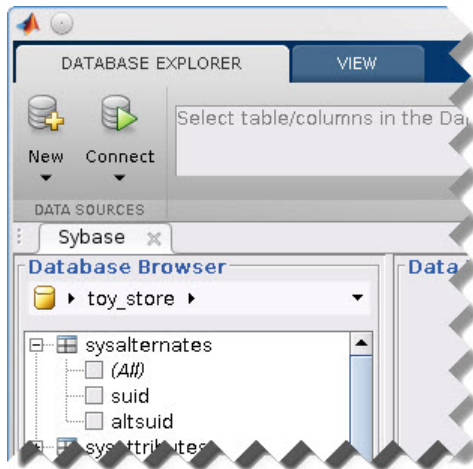 DATABASE EXPLORER VIEW
Select table/columns in the Da
New Connect
DATA SOURCES
Sybase
Database Browser Data
toy_store
sysalternates
(All)
suid
altsuid
sysattributes